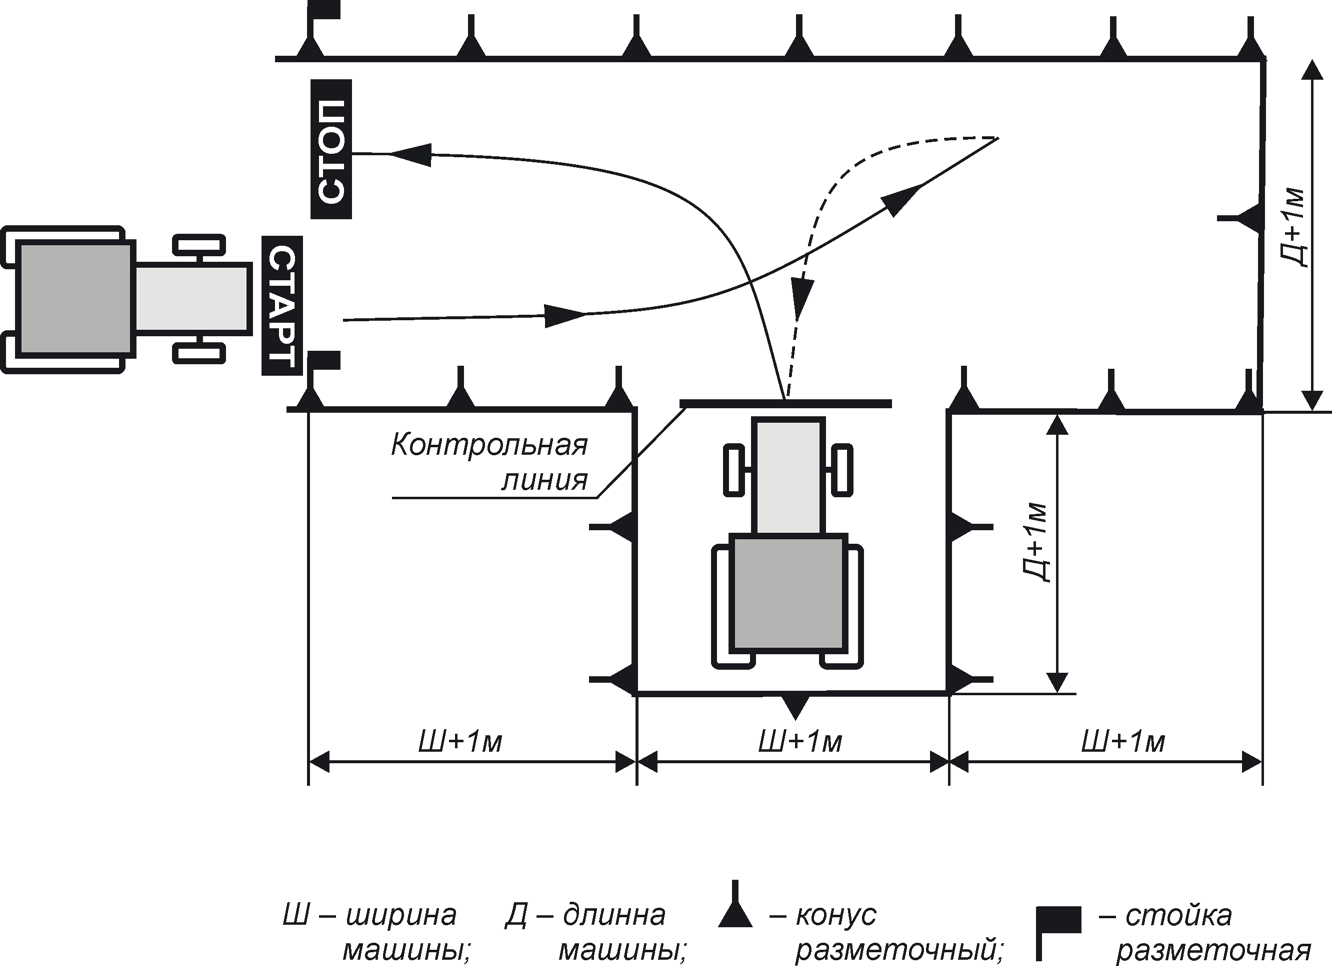 СТОП
СТАРТ
Д+1м
Контрольная
линия
Д+1м
Ш+1м
Ш+1м
Ш+1м
Ш – ширина
машины;
Д – длинна
машины;
– конус
разметочный;
– стойка
разметочная